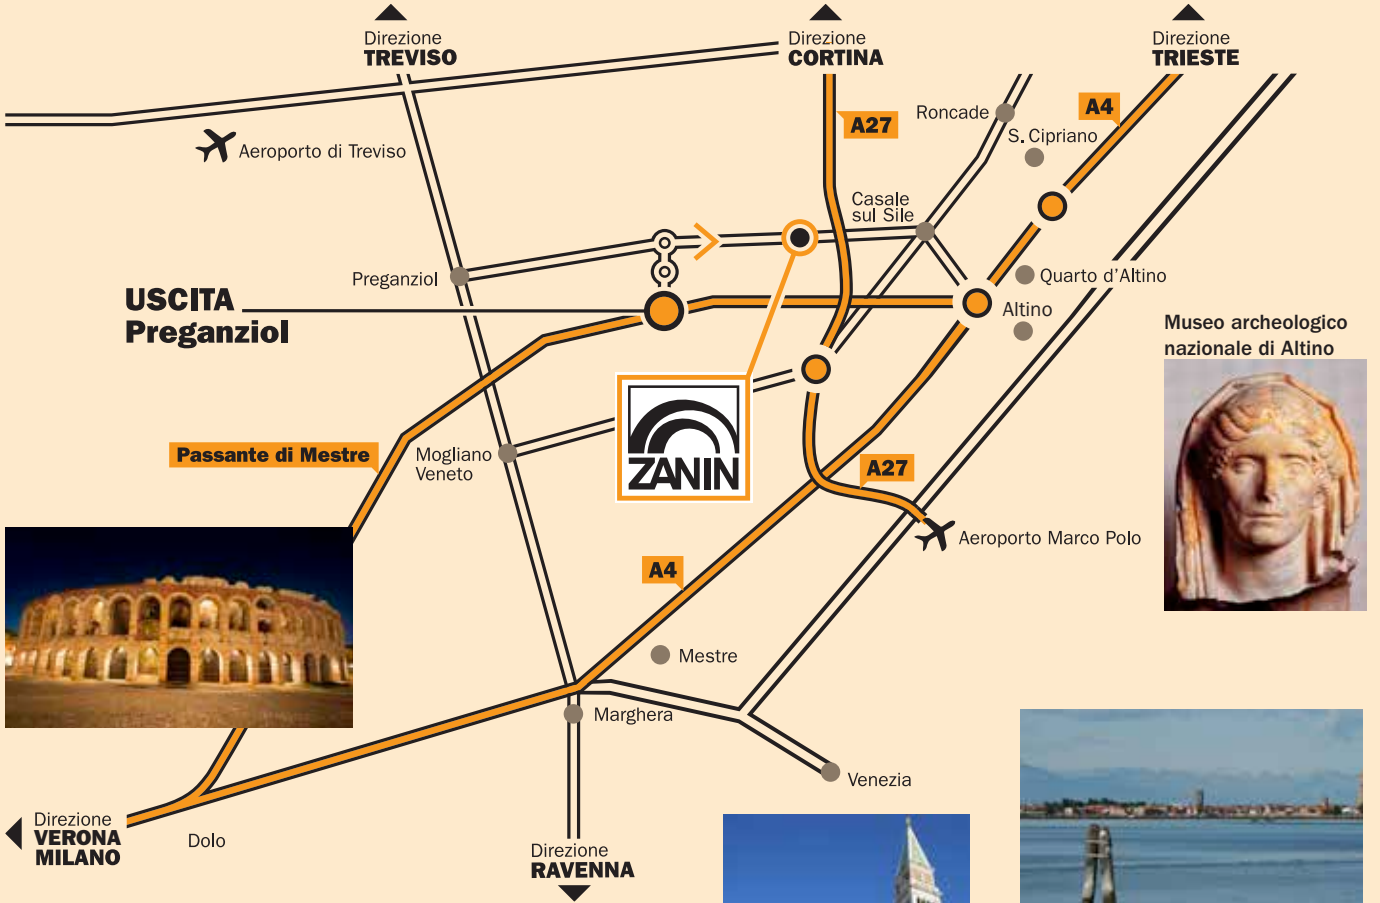 Direzione
TREVISO
Direzione
CORTINA
Direzione
TRIESTE
A4
A27
Roncade
S. Cipriano
Aeroporto di Treviso
Casale
sul Sile
Preganziol
Quarto d'Altino
USCITA
Preganziol
Altino
Museo archeologico
nazionale di Altino
Passante di Mestre
Mogliano
Veneto
ZANIN
A27
Aeroporto Marco Polo
A4
Mestre
Marghera
Venezia
Direzione
VERONA
MILANO
Dolo
Direzione
RAVENNA